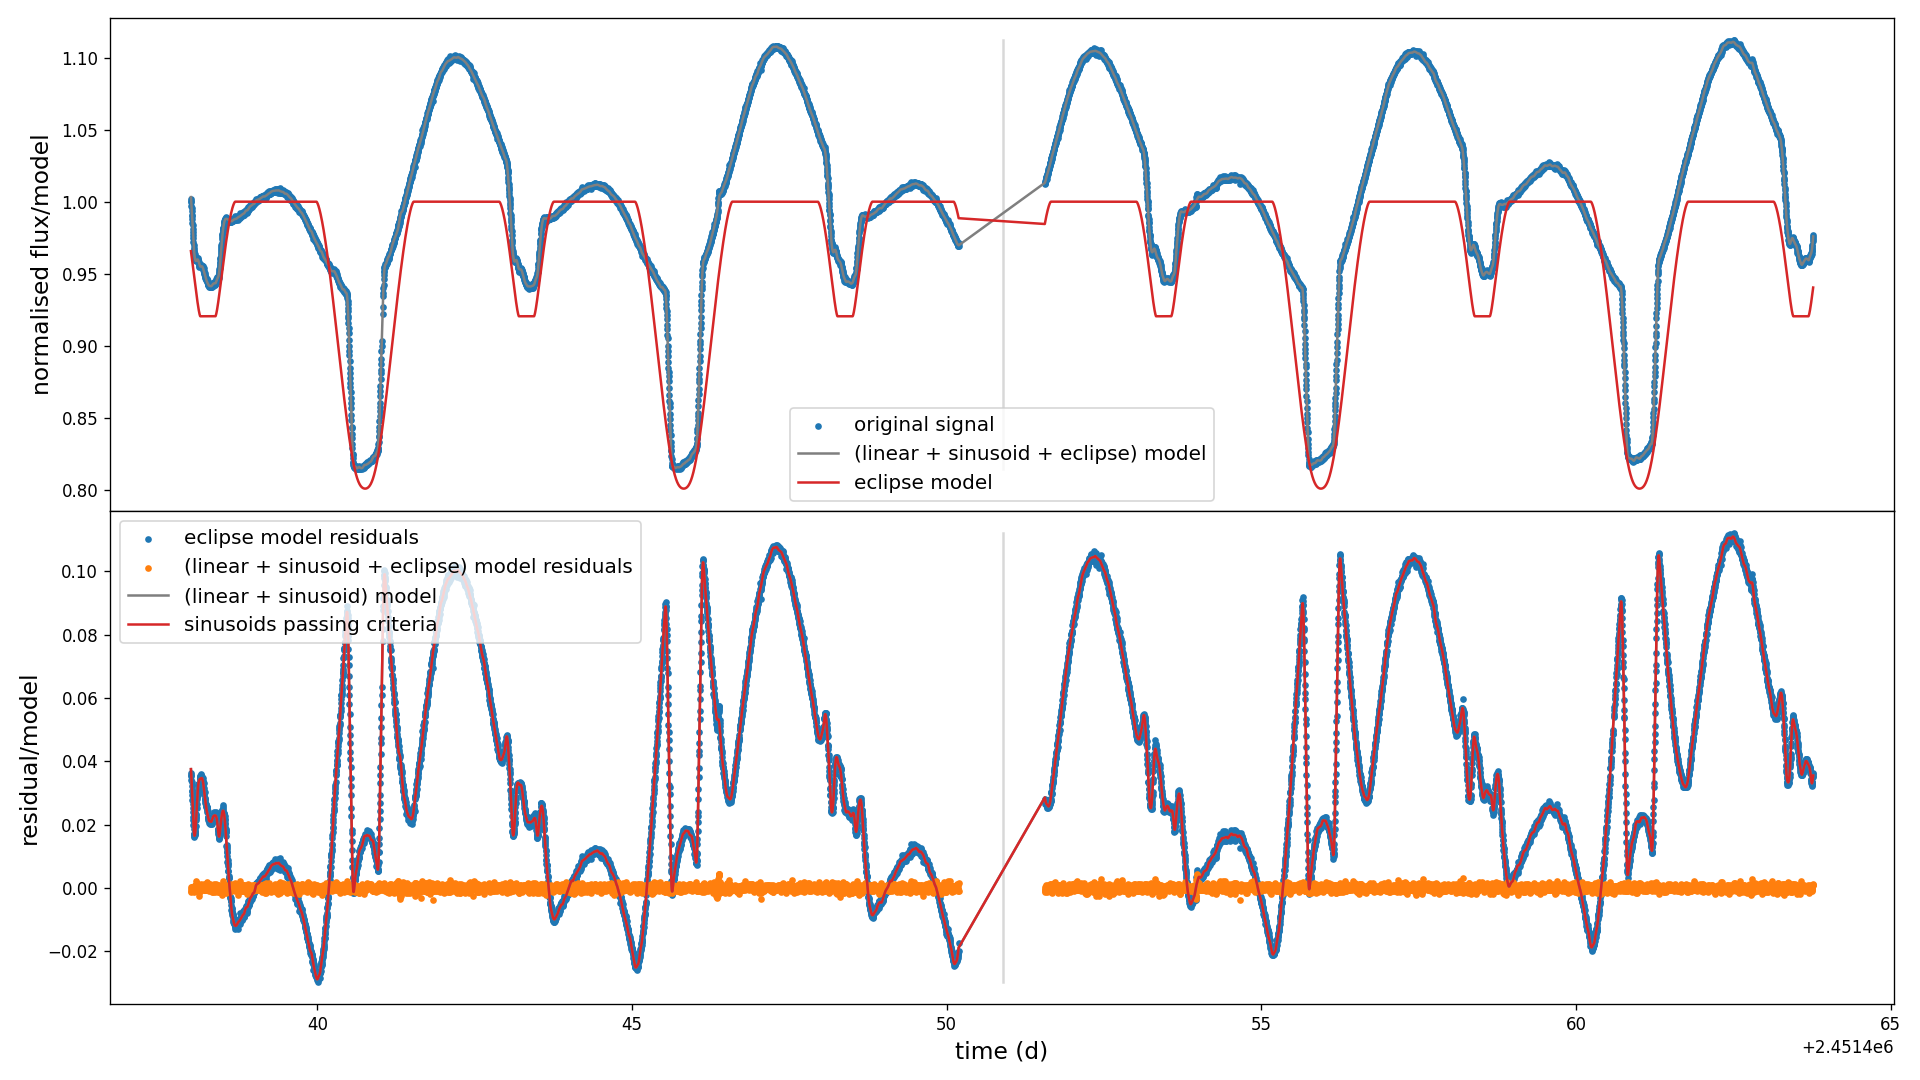 1.10
1.05
1.00
0.95
0.90
0.85
0.80
normalised flux/model
original signal
(linear + sinusoid + eclipse) model
eclipse model
eclipse model residuals
(linear + sinusoid + eclipse) model residuals
(linear + sinusoid) model
sinusoids passing criteria
0.10
0.08
0.06
0.04
0.02
0.00
−0.02
residual/model
40
45
50
55
60
65
time (d)
+2.4514e6